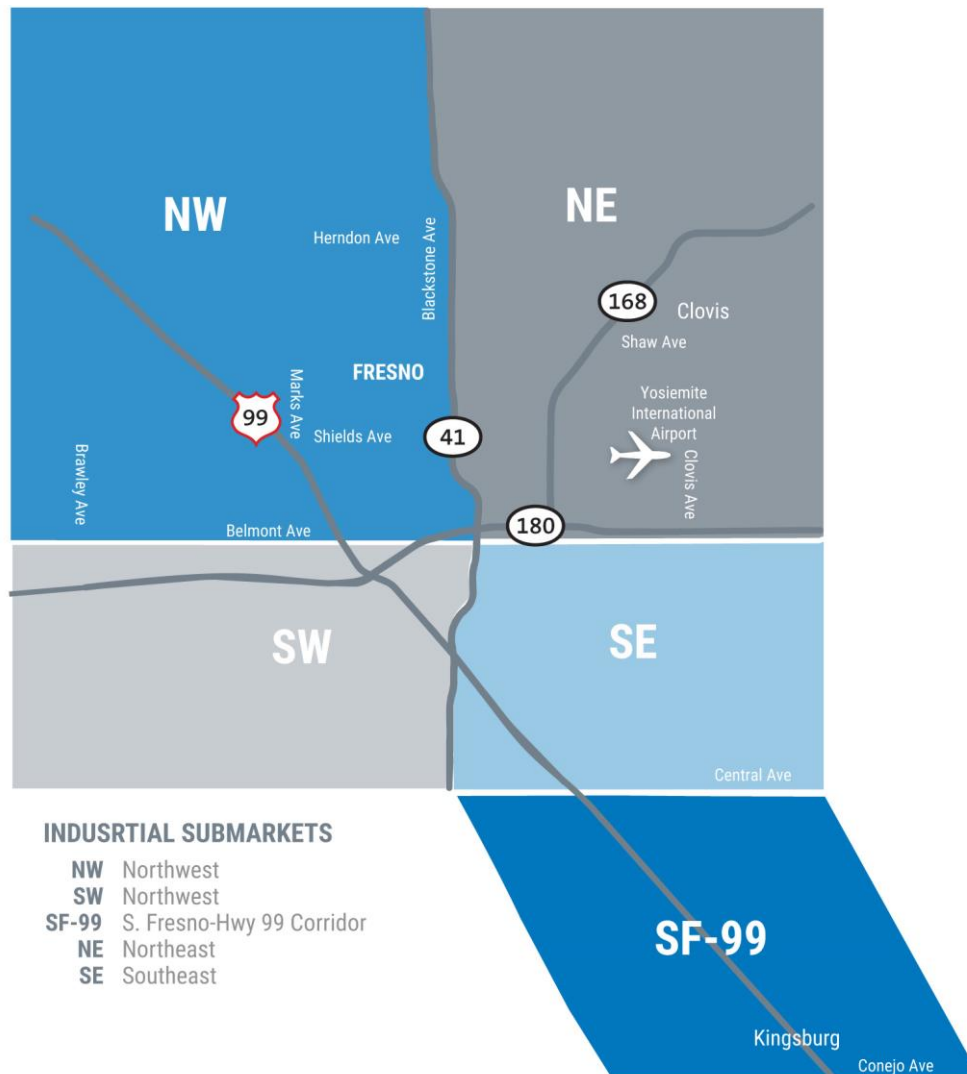 NW
NE
Herndon Ave
Blackstone Ave
168
Clovis
Shaw Ave
FRESNO
Marks Ave
Yosiemite
International
Airport
99
Shields Ave
41
Brawley Ave
Clovis Ave
Belmont Ave
180
SW
SE
Central Ave
INDUSRTIAL SUBMARKETS
NW Northwest
SW Northwest
SF-99 S. Fresno-Hwy 99 Corridor
NE Northeast
SE Southeast
SF-99
Kingsburg
Conejo Ave